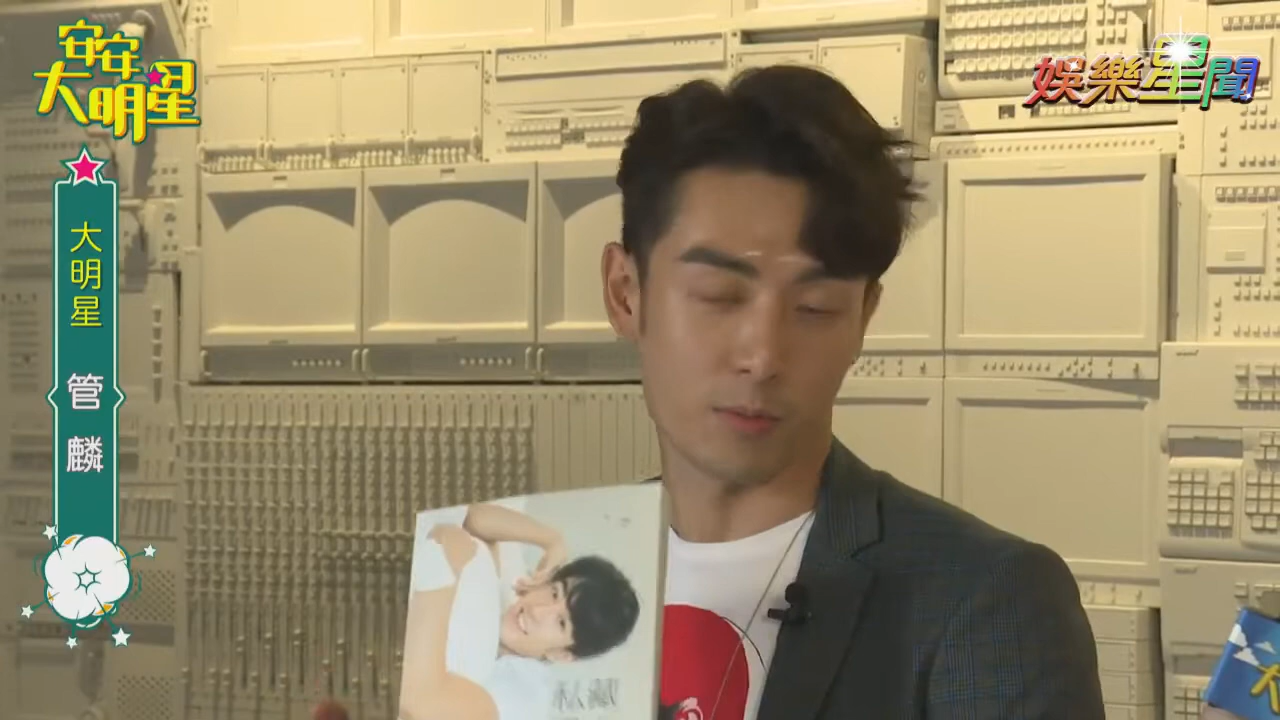 安安
大明星
娛樂星聞
大明星 管麟
私藏